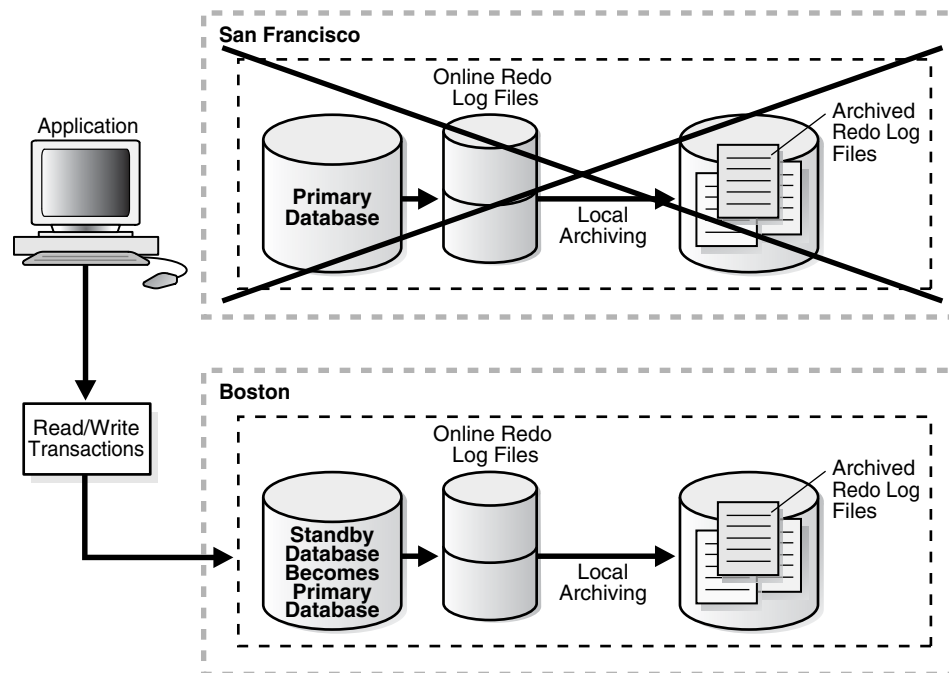 San Francisco
Online Redo
Log Files
Archived
Redo Log
Files
Application
Primary
Database
Local
Archiving
Boston
Read/Write
Transactions
Online Redo
Log Files
Archived
Redo Log
Files
Standby
Database
Becomes
Primary
Database
Local
Archiving